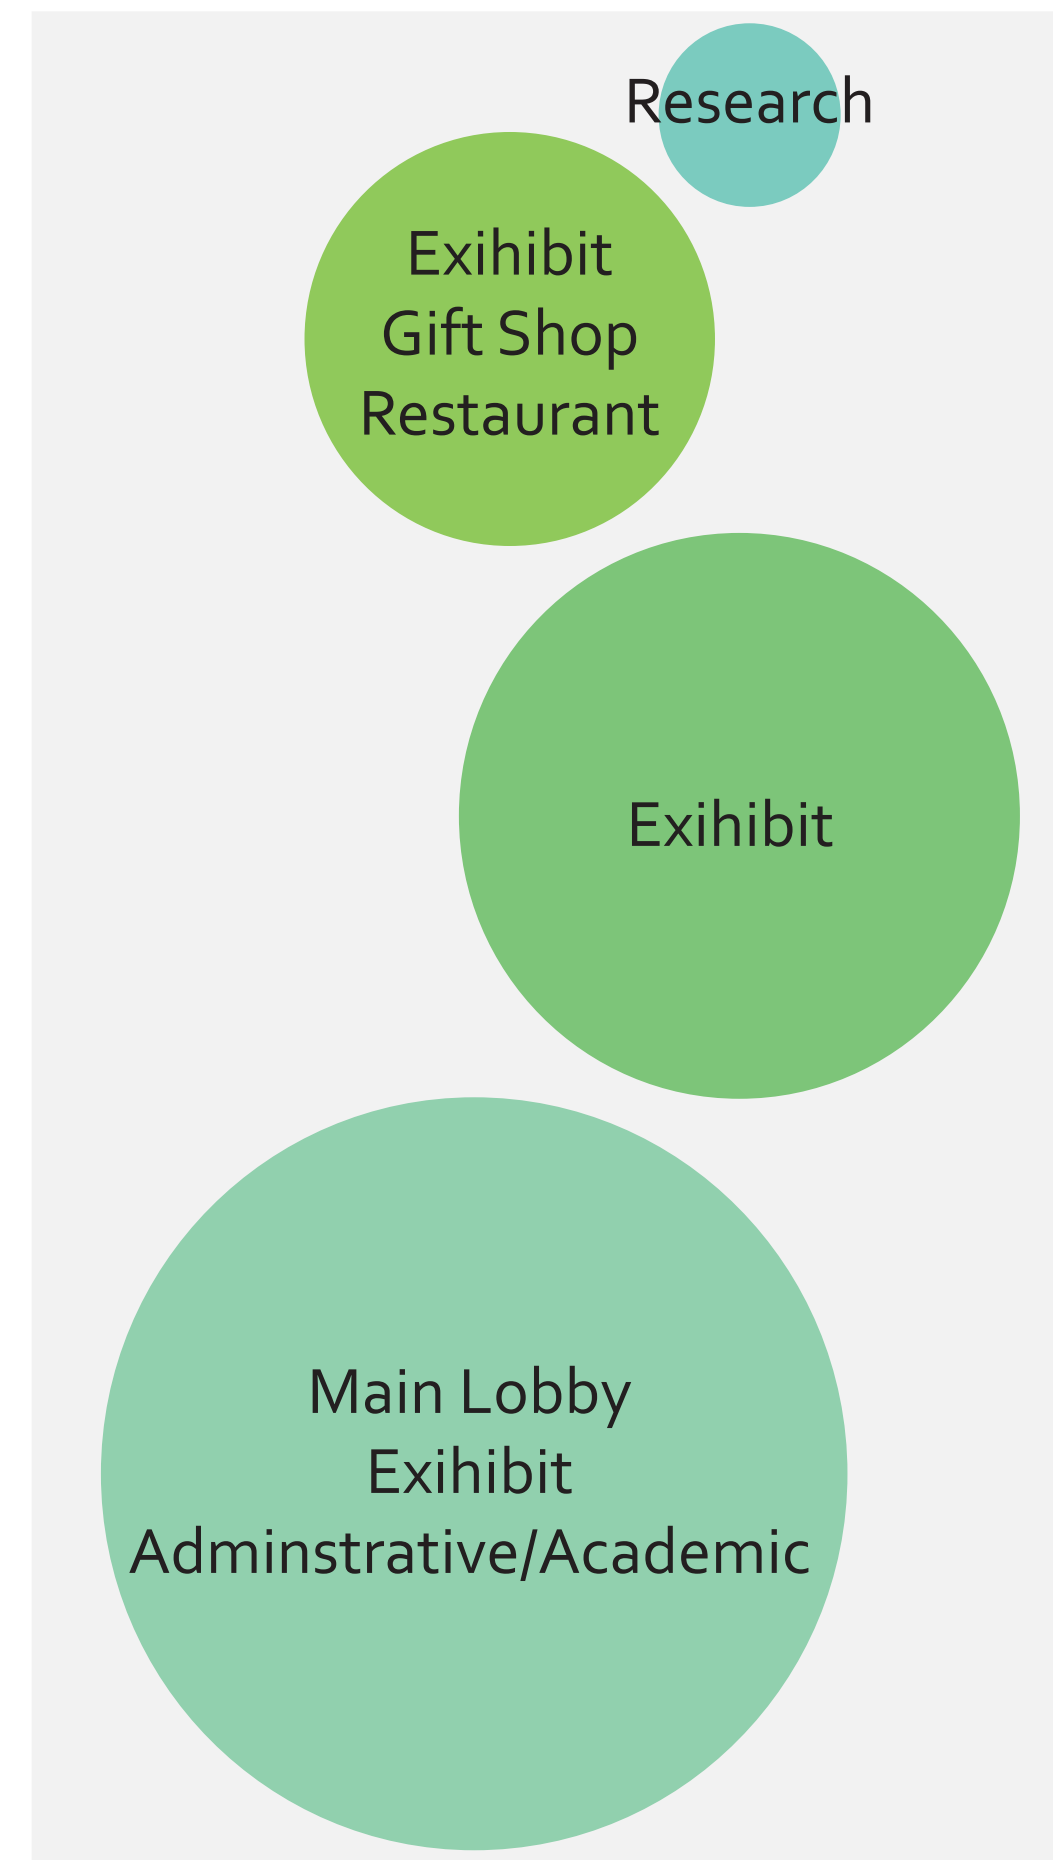 Research
Exihibit
Gift Shop
Restaurant
Exihibit
Main Lobby
Exihibit
Adminstrative/Academic